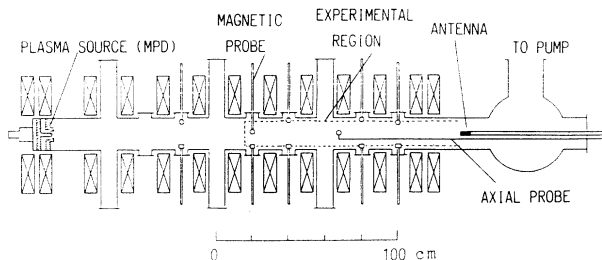 PLASMA SOURCE (MPD)
MAGNETIC
PROBE
EXPERIMENTAL
REGION
ANTENNA
TO PUMP
AXIAL PROBE
0
100 cm